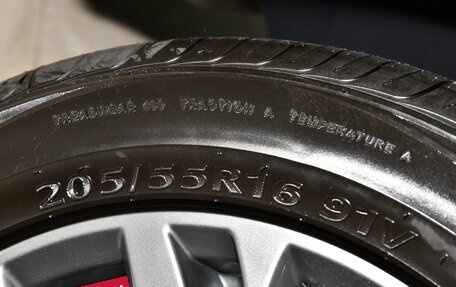 TREADWEAR TRACTION A TEMPERATURE A
205/55R16 91V